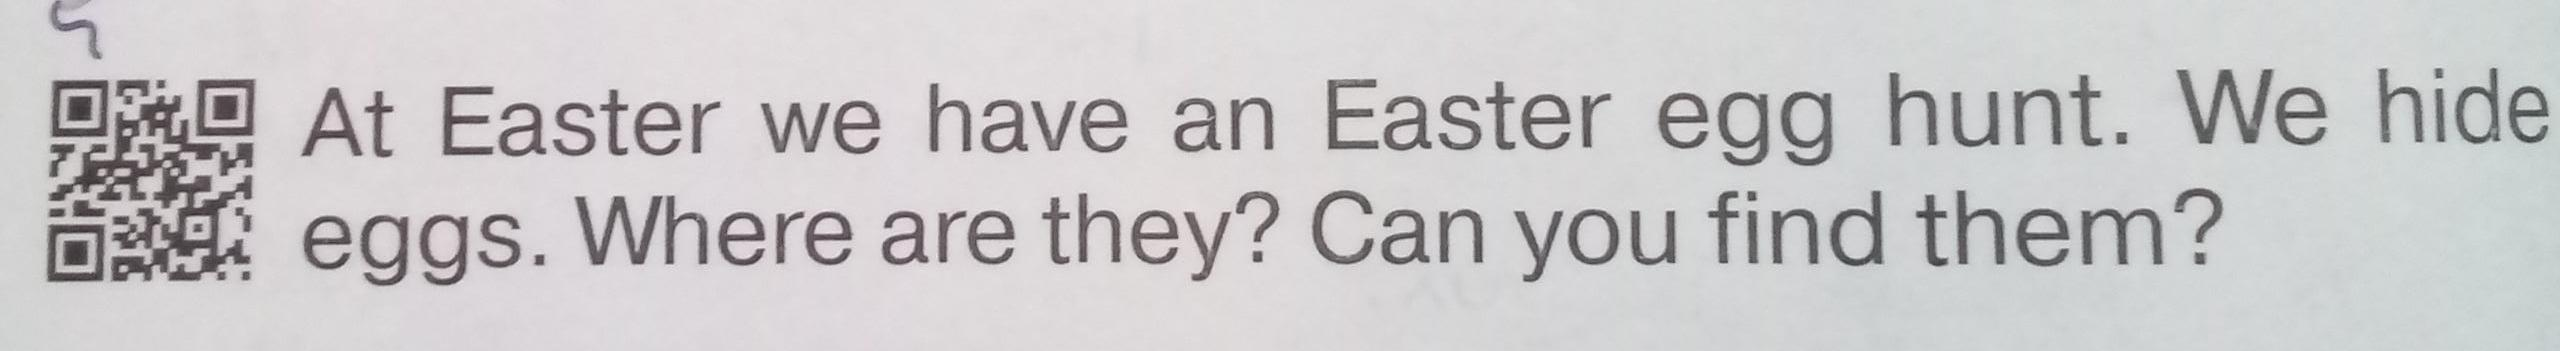 At Easter we have an Easter egg hunt. We hide
eggs. Where are they? Can you find them?